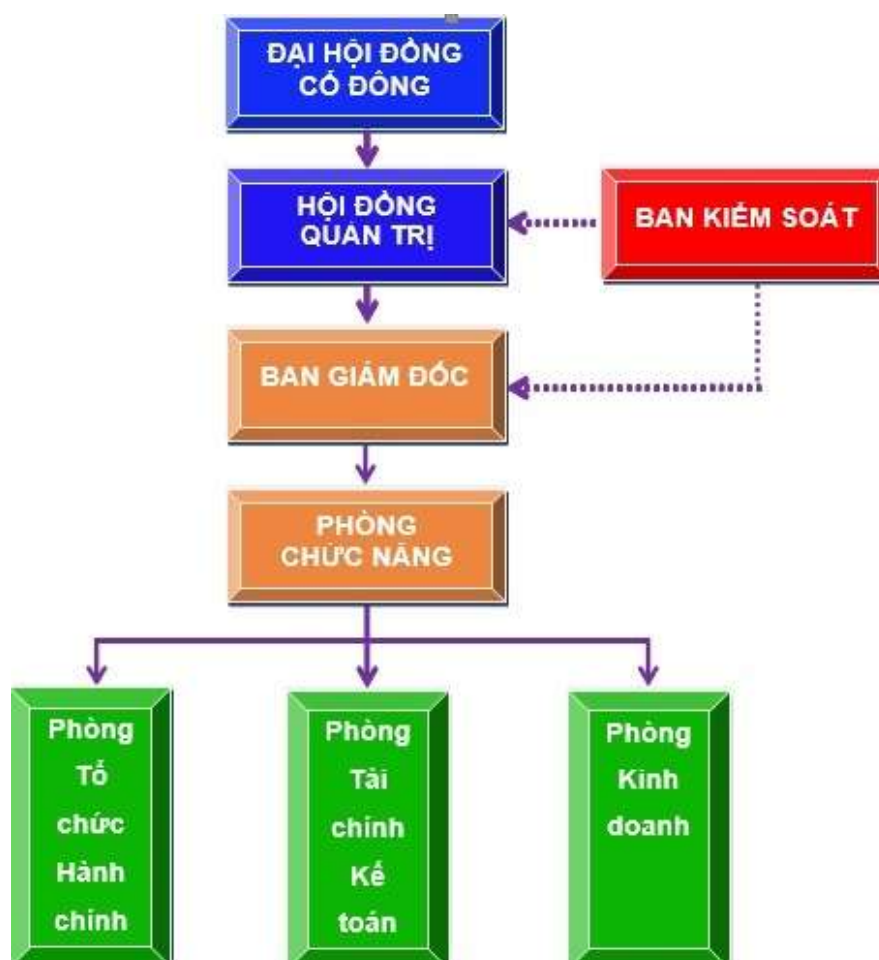 ĐẠI HỘI ĐỒNG
CỔ ĐÔNG
HỘI ĐỒNG
QUẢN TRỊ
BAN KIỂM SOÁT
BAN GIÁM ĐỐC
PHÒNG
CHỨC NĂNG
Phòng
Tổ
chức
Hành
chính
Phòng
Tài
chính
Kế
toán
Phòng
Kinh
doanh